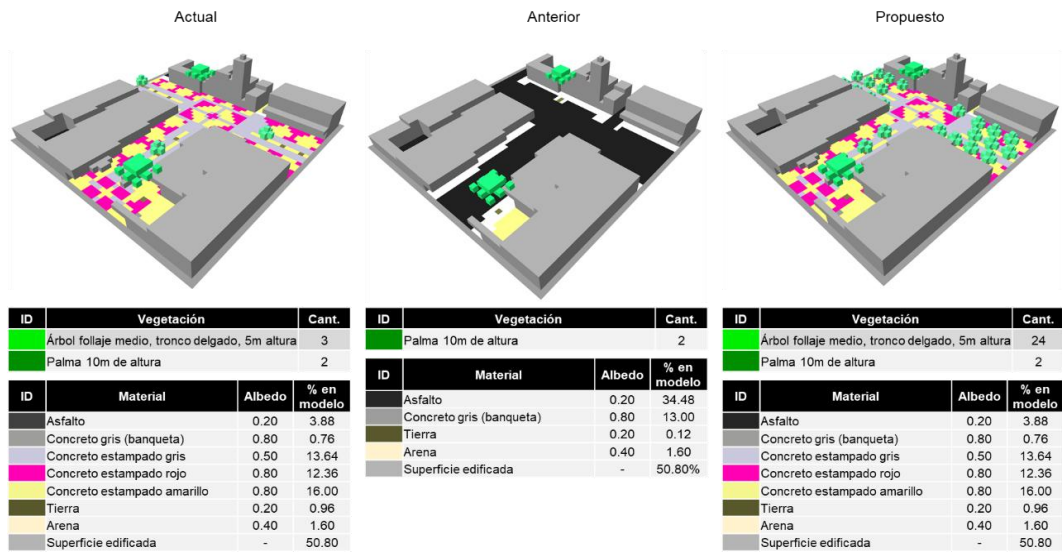 Actual
Anterior
Propuesto
ID Vegetación Cant.
Árbol follaje medio, tronco delgado, 5m altura 3
Palma 10m de altura 2
ID Material Albedo % en modelo
Asfalto 0.20 3.88
Concreto gris (banqueta) 0.80 0.76
Concreto estampado gris 0.50 13.64
Concreto estampado rojo 0.80 12.36
Concreto estampado amarillo 0.80 16.00
Tierra 0.20 0.96
Arena 0.40 1.60
Superficie edificada - 50.80
ID Vegetación Cant.
Palma 10m de altura 2
ID Material Albedo % en modelo
Asfalto 0.20 34.48
Concreto gris (banqueta) 0.80 13.00
Tierra 0.20 0.12
Arena 0.40 1.60
Superficie edificada - 50.80%
ID Vegetación Cant.
Árbol follaje medio, tronco delgado, 5m altura 24
Palma 10m de altura 2
ID Material Albedo % en modelo
Asfalto 0.20 3.88
Concreto gris (banqueta) 0.80 0.76
Concreto estampado gris 0.50 13.64
Concreto estampado rojo 0.80 12.36
Concreto estampado amarillo 0.80 16.00
Tierra 0.20 0.96
Arena 0.40 1.60
Superficie edificada - 50.80